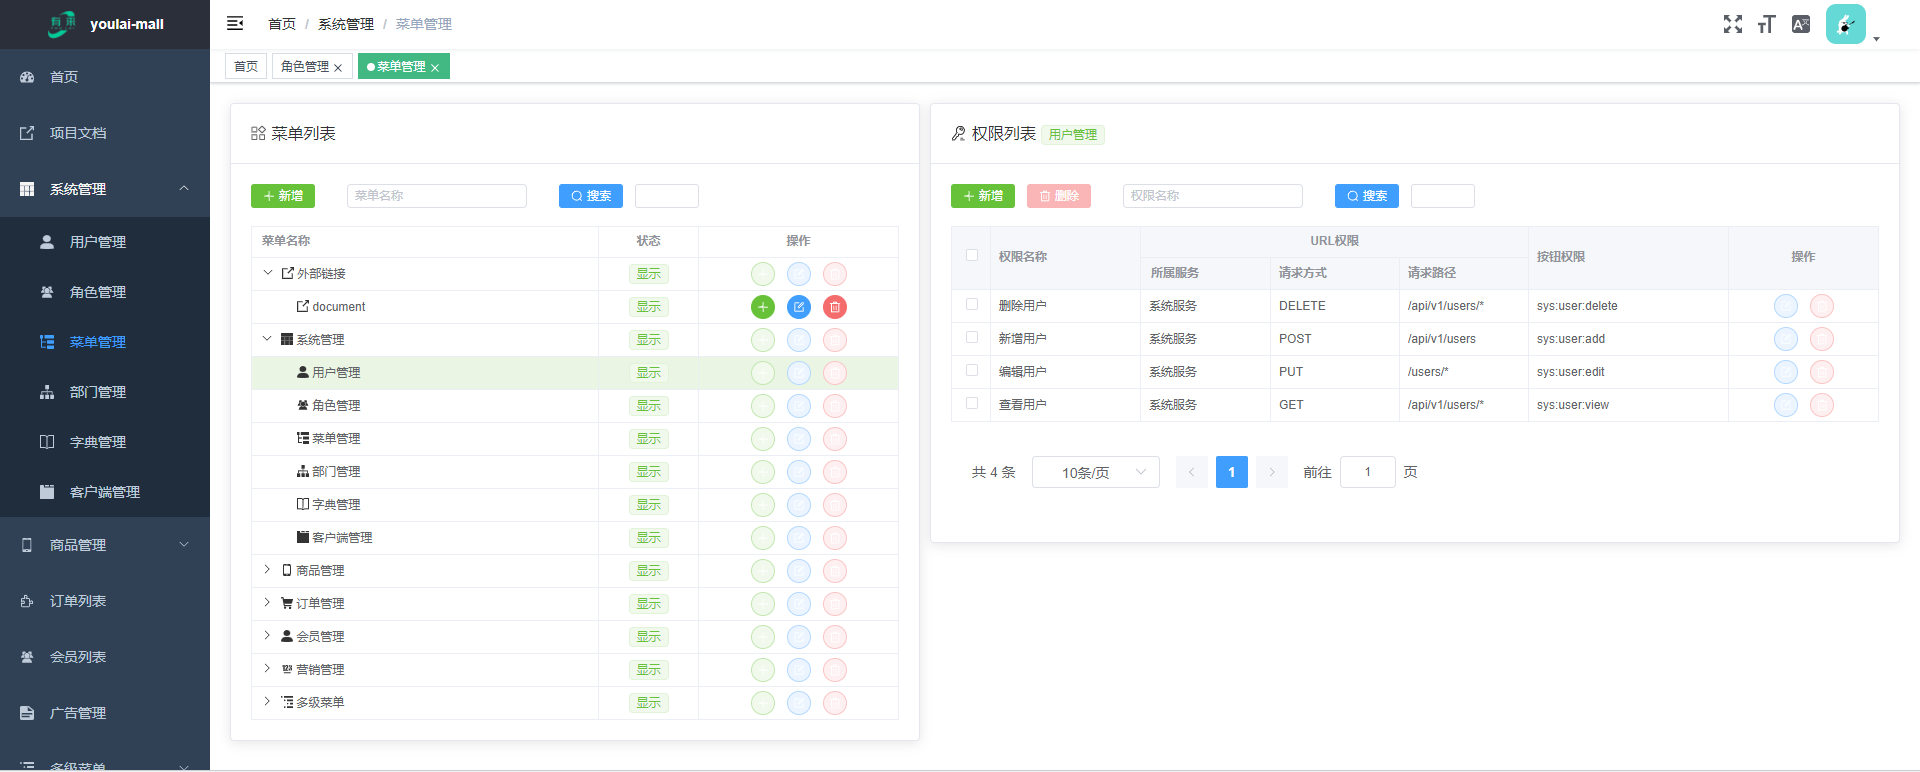 有来 youlai-mall
首页
项目文档
系统管理
用户管理
角色管理
菜单管理
部门管理
字典管理
客户端管理
商品管理
订单列表
会员列表
广告管理
多级菜单
首页 / 系统管理 / 菜单管理
首页 角色管理 菜单管理
菜单列表
新增 菜单名称 搜索
菜单名称 状态 操作
外部链接 显示
document 显示
系统管理 显示
用户管理 显示
角色管理 显示
菜单管理 显示
部门管理 显示
字典管理 显示
客户端管理 显示
商品管理 显示
订单管理 显示
会员管理 显示
营销管理 显示
多级菜单 显示
权限列表 用户管理
新增 删除 权限名称 搜索
权限名称 URL权限 按钮权限 操作
所属服务 请求方式 请求路径
删除用户 系统服务 DELETE /api/v1/users/* sys:user:delete
新增用户 系统服务 POST /api/v1/users sys:user:add
编辑用户 系统服务 PUT /users/* sys:user:edit
查看用户 系统服务 GET /api/v1/users/* sys:user:view
共 4 条 10条/页 1 前往 1 页